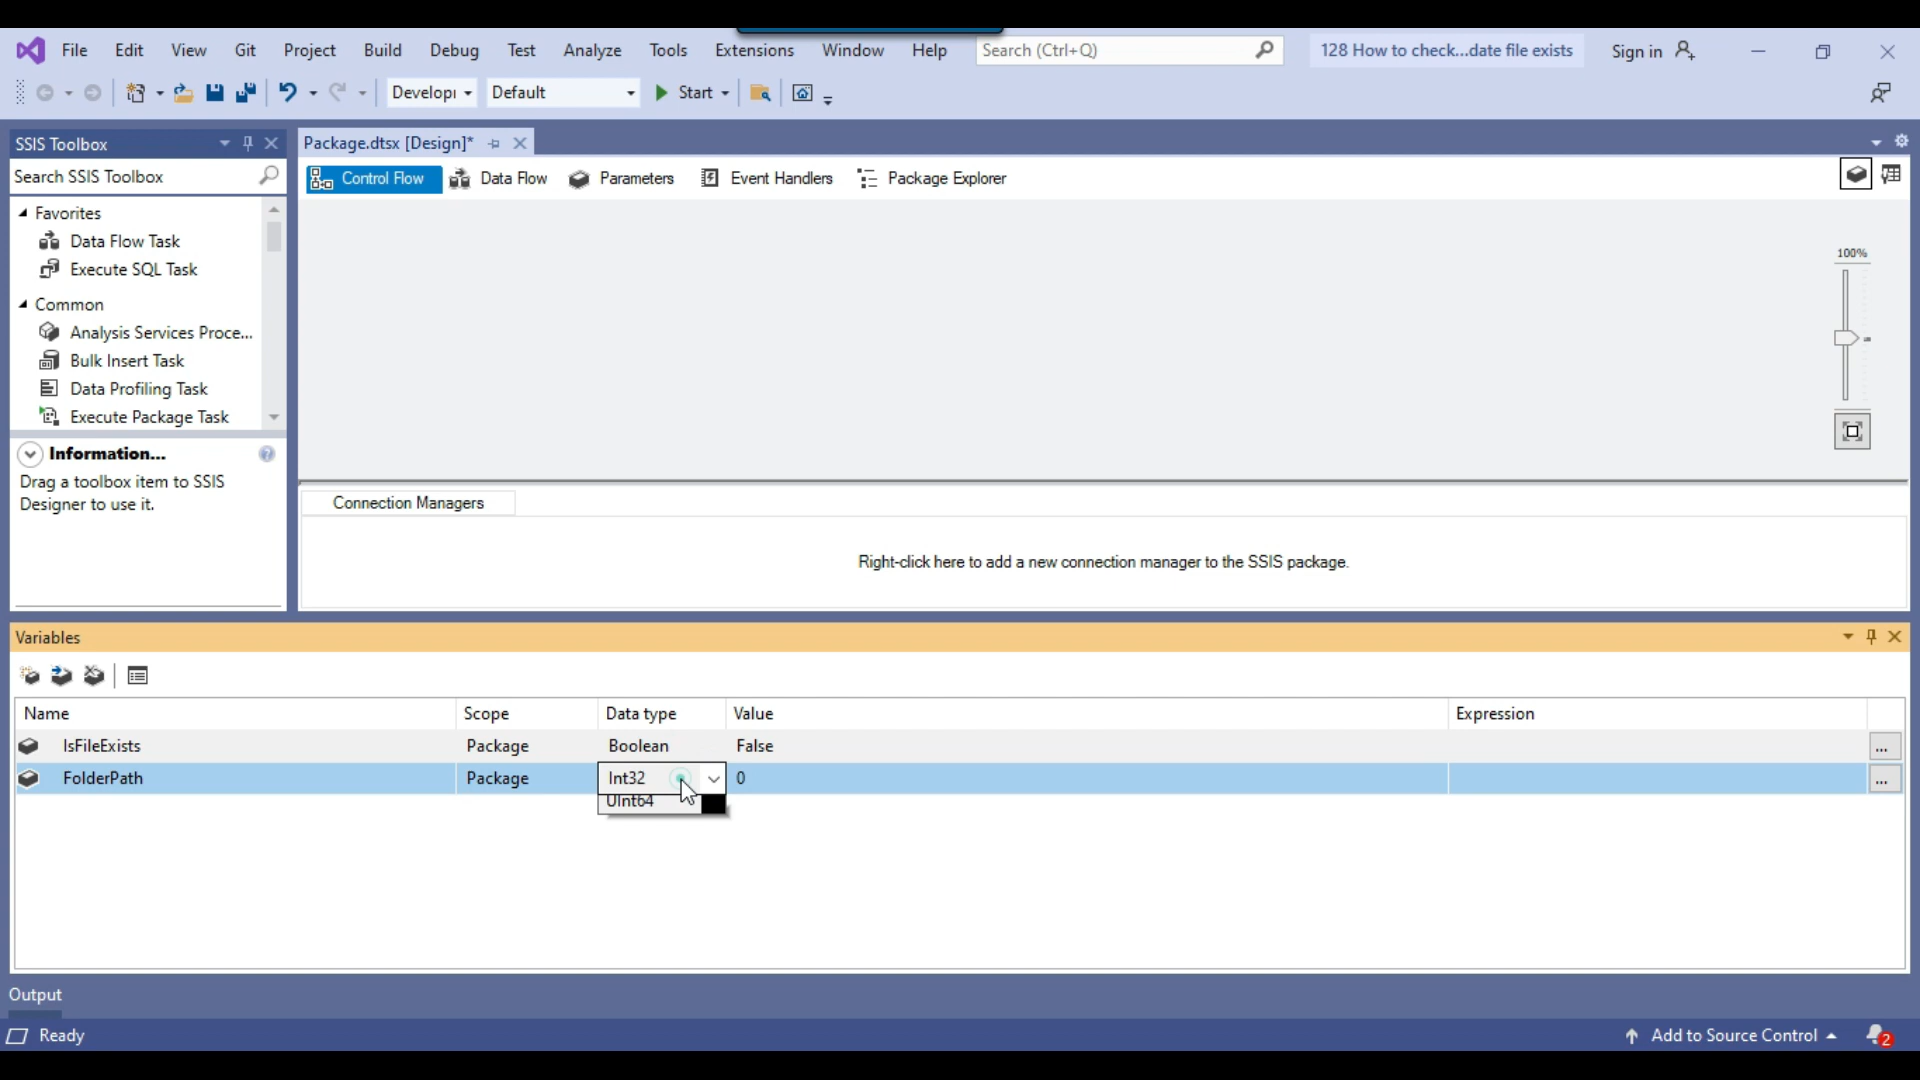 File Edit View Git Project Build Debug Test Analyze Tools Extensions Window Help Search (Ctrl+Q) 128 How to check...date file exists Sign in
Developi Default Start
SSIS Toolbox
Search SSIS Toolbox
Favorites
Data Flow Task
Execute SQL Task
Common
Analysis Services Proce...
Bulk Insert Task
Data Profiling Task
Execute Package Task
Information...
Drag a toolbox item to SSIS
Designer to use it.
Package.dtsx [Design]*
Control Flow Data Flow Parameters Event Handlers Package Explorer
100%
Connection Managers
Right-click here to add a new connection manager to the SSIS package.
Variables
Name Scope Data type Value Expression
IsFileExists Package Boolean False ...
FolderPath Package Int32 0 ...
UInt64
Output
Ready Add to Source Control 2